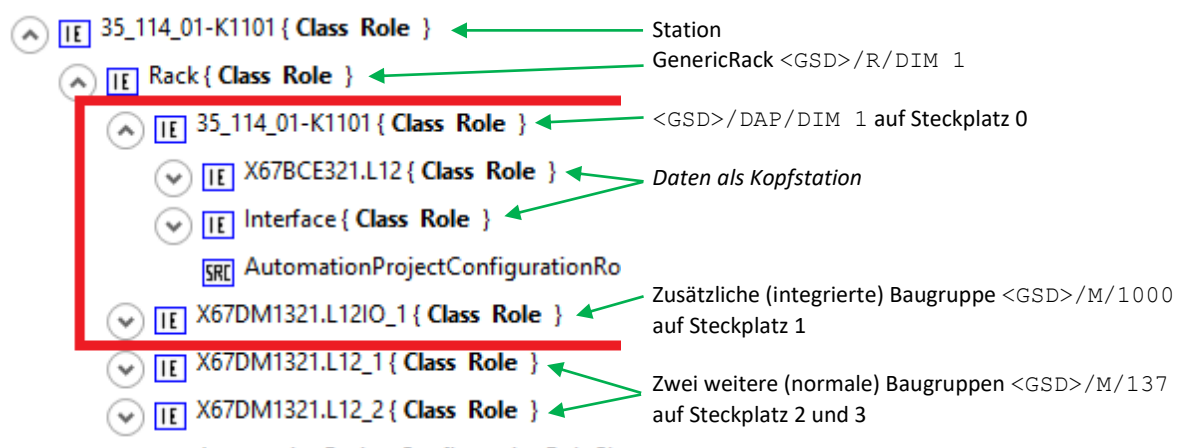 35_114_01-K1101 { Class Role } Station
GenericRack <GSD>/R/DIM 1
Rack { Class Role }
35_114_01-K1101 { Class Role } <GSD>/DAP/DIM 1 auf Steckplatz 0
X67BCE321.L12 { Class Role } Daten als Kopfstation
Interface { Class Role }
AutomationProjectConfigurationRo
Zusätzliche (integrierte) Baugruppe <GSD>/M/1000
X67DM1321.L12IO_1 { Class Role } auf Steckplatz 1
X67DM1321.L12_1 { Class Role }
Zwei weitere (normale) Baugruppen <GSD>/M/137
X67DM1321.L12_2 { Class Role } auf Steckplatz 2 und 3